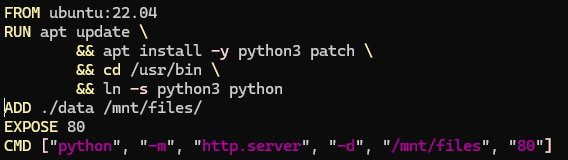 FROM ubuntu:22.04
RUN apt update \
        && apt install -y python3 patch \
        && cd /usr/bin \
        && ln -s python3 python
ADD ./data /mnt/files/
EXPOSE 80
CMD ["python", "-m", "http.server", "-d", "/mnt/files", "80"]